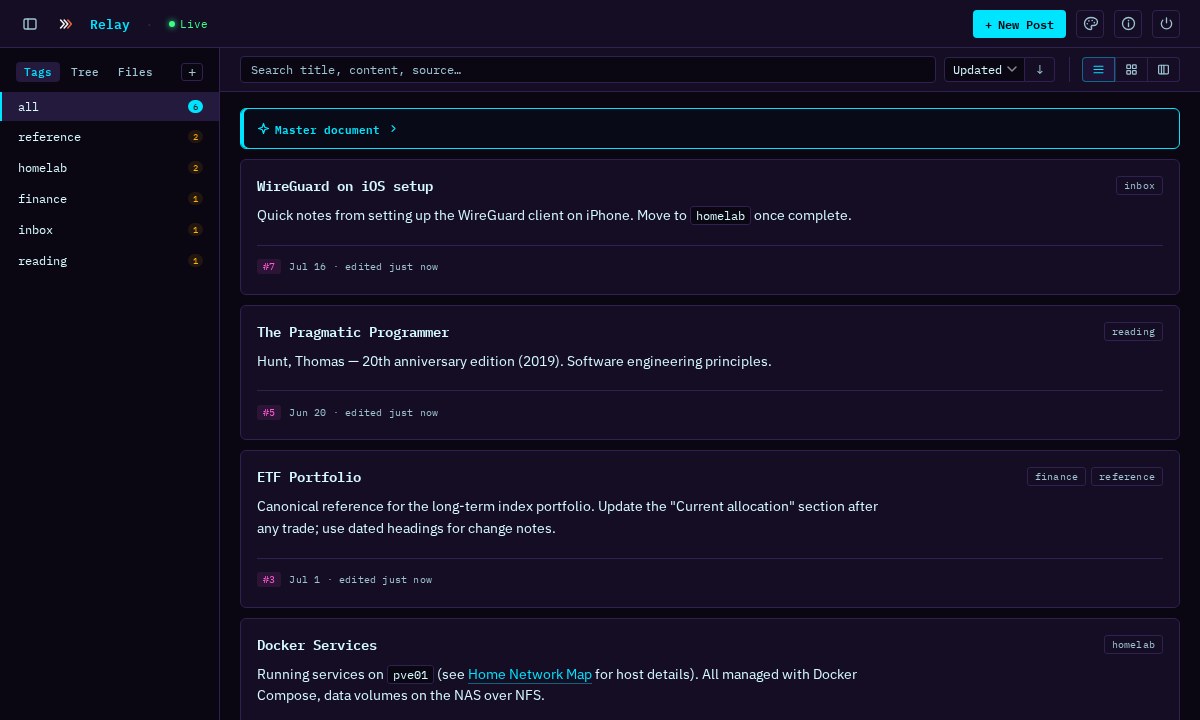 Relay · Live
+ New Post
Tags Tree Files +
Search title, content, source…
Updated ↓
all 6
reference 2
homelab 2
finance 1
inbox 1
reading 1
Master document
WireGuard on iOS setup
inbox
Quick notes from setting up the WireGuard client on iPhone. Move to homelab once complete.
#7 Jul 16 · edited just now
The Pragmatic Programmer
reading
Hunt, Thomas — 20th anniversary edition (2019). Software engineering principles.
#5 Jun 20 · edited just now
ETF Portfolio
finance reference
Canonical reference for the long-term index portfolio. Update the "Current allocation" section after
any trade; use dated headings for change notes.
#3 Jul 1 · edited just now
Docker Services
homelab
Running services on pve01 (see Home Network Map for host details). All managed with Docker
Compose, data volumes on the NAS over NFS.